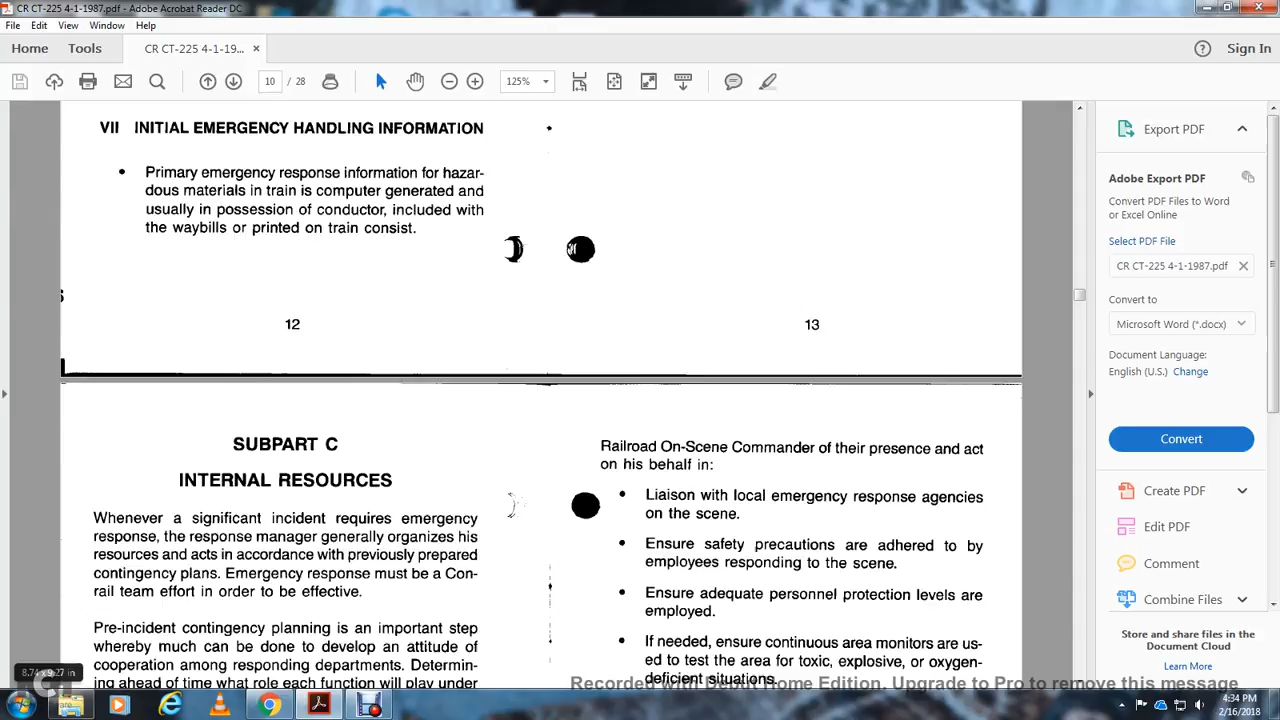 CR CT-225 4-1-1987.pdf - Adobe Acrobat Reader DC
File Edit View Window Help
Home Tools CR CT-225 4-1-19... × Sign In
10 / 28 125%
VII INITIAL EMERGENCY HANDLING INFORMATION
• Primary emergency response information for hazar-
dous materials in train is computer generated and
usually in possession of conductor, included with
the waybills or printed on train consist.
12
13
SUBPART C
INTERNAL RESOURCES
Whenever a significant incident requires emergency
response, the response manager generally organizes his
resources and acts in accordance with previously prepared
contingency plans. Emergency response must be a Con-
rail team effort in order to be effective.
Pre-incident contingency planning is an important step
whereby much can be done to develop an attitude of
cooperation among responding departments. Determin-
ing ahead of time what role each function will play under
Railroad On-Scene Commander of their presence and act
on his behalf in:
• Liaison with local emergency response agencies
on the scene.
• Ensure safety precautions are adhered to by
employees responding to the scene.
• Ensure adequate personnel protection levels are
employed.
• If needed, ensure continuous area monitors are us-
ed to test the area for toxic, explosive, or oxygen-
deficient situations.
Export PDF
Adobe Export PDF
Convert PDF Files to Word
or Excel Online
Select PDF File
CR CT-225 4-1-1987.pdf
Convert to
Microsoft Word (*.docx)
Document Language:
English (U.S.) Change
Convert
Create PDF
Edit PDF
Comment
Combine Files
Store and share files in the
Document Cloud
Learn More
8.74 x 9.27 in
Home Edition. Upgrade to Pro to remove this message
4:34 PM
2/16/2018